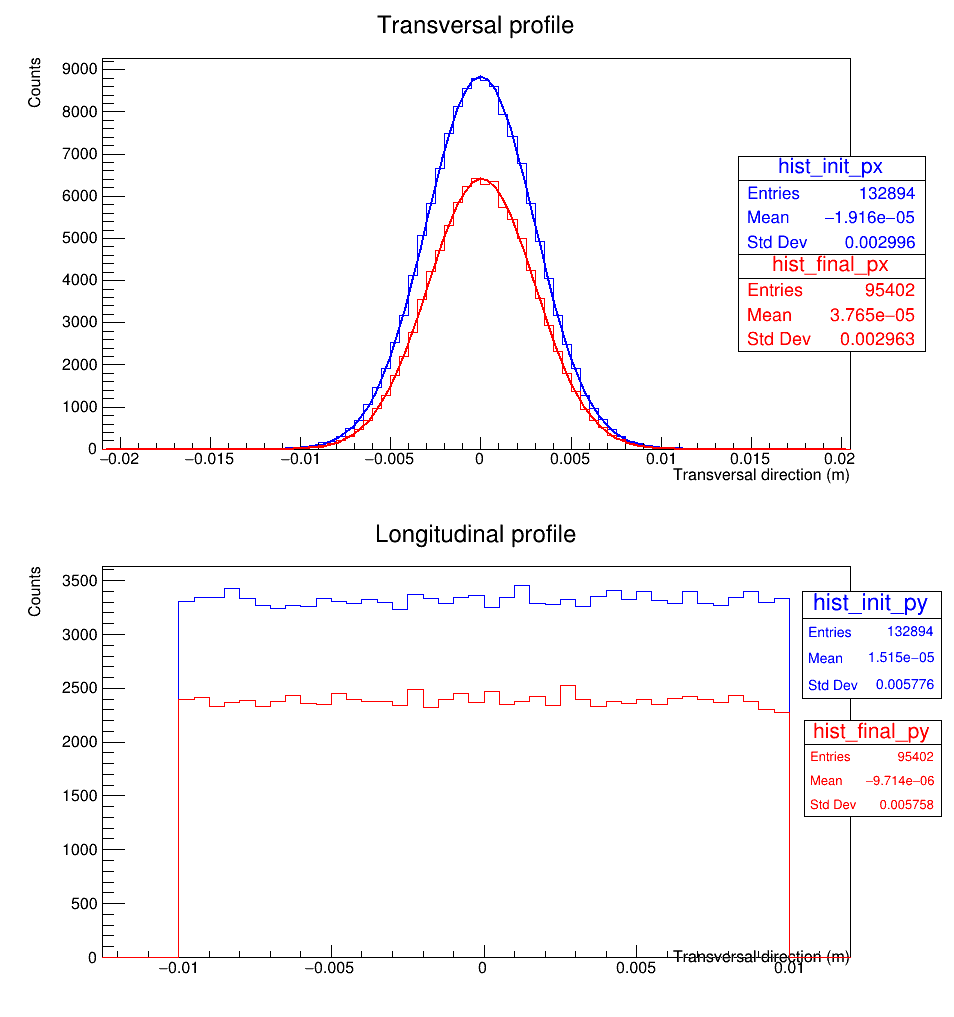 Transversal profile
Counts
9000
8000
7000
6000
5000
4000
3000
2000
1000
0
−0.02 −0.015 −0.01 −0.005 0 0.005 0.01 0.015 0.02
Transversal direction (m)
hist_init_px
Entries 132894
Mean −1.916e−05
Std Dev 0.002996
hist_final_px
Entries 95402
Mean 3.765e−05
Std Dev 0.002963
Longitudinal profile
Counts
3500
3000
2500
2000
1500
1000
500
0
−0.01 −0.005 0 0.005 0.01
Transversal direction (m)
hist_init_py
Entries 132894
Mean 1.515e−05
Std Dev 0.005776
hist_final_py
Entries 95402
Mean −9.714e−06
Std Dev 0.005758